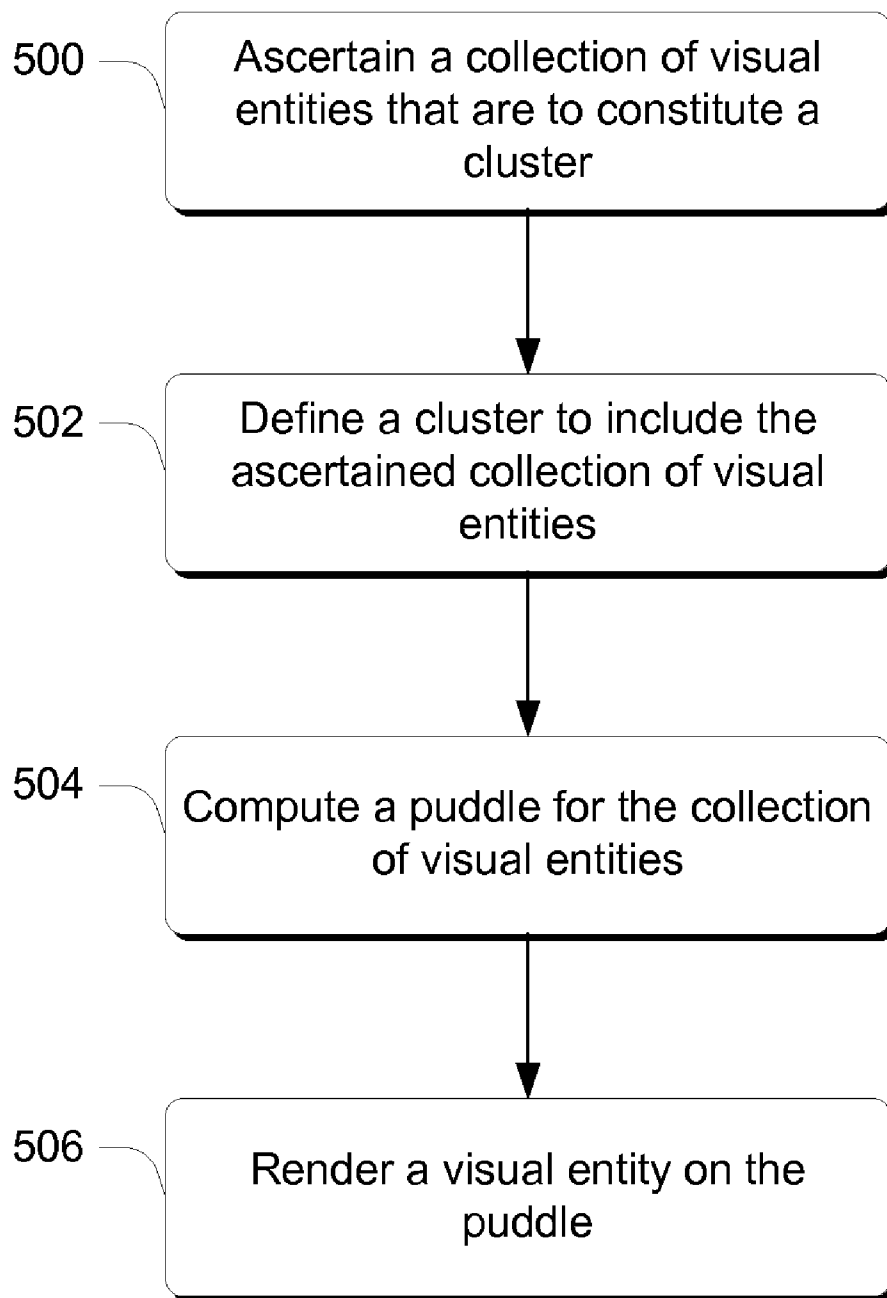 500
Ascertain a collection of visual
entities that are to constitute a
cluster
502
Define a cluster to include the
ascertained collection of visual
entities
504
Compute a puddle for the collection
of visual entities
506
Render a visual entity on the
puddle